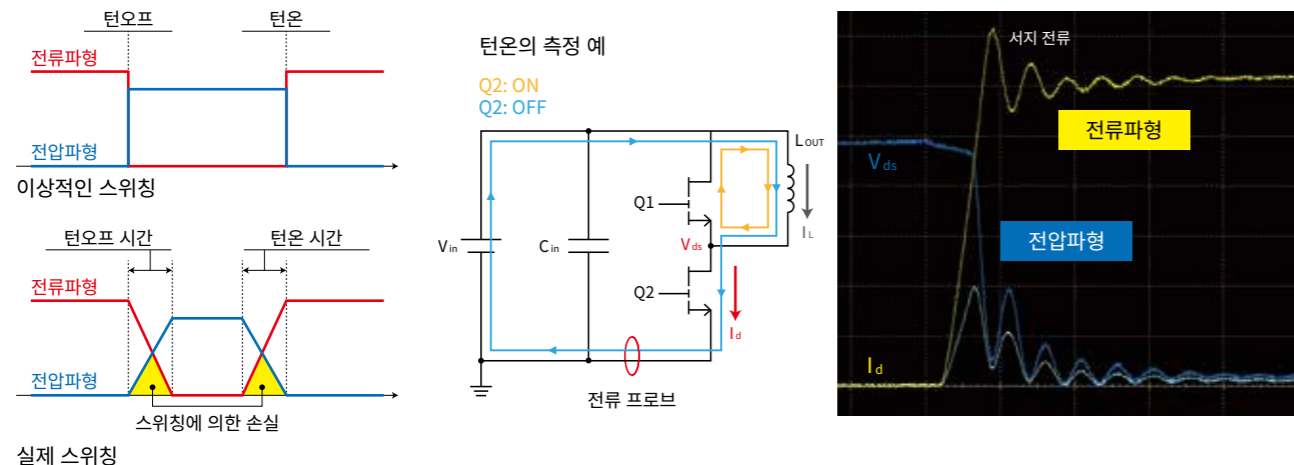 턴오프
턴온
전류파형
전압파형
이상적인 스위칭
턴오프 시간
턴온 시간
전류파형
전압파형
스위칭에 의한 손실
실제 스위칭
턴온의 측정 예
Q2: ON
Q2: OFF
LOUT
Q1
IL
Vin
Cin
Vds
Q2
Id
전류 프로브
서지 전류
전류파형
Vds
전압파형
Id